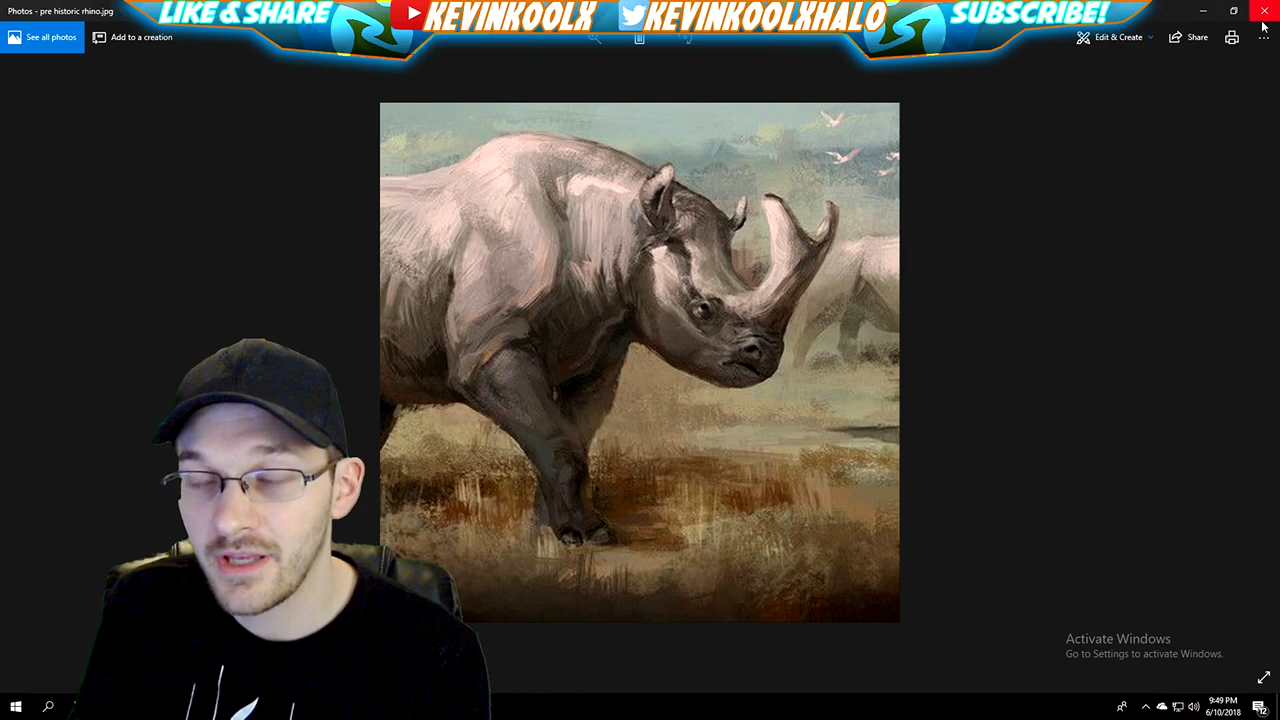 Photos - pre historic rhino.jpg
LIKE & SHARE
KEVINKOOLX
KEVINKOOLXHALO
SUBSCRIBE!
See all photos
Add to a creation
Edit & Create
Share
Activate Windows
Go to Settings to activate Windows.
9:49 PM
6/10/2018
12